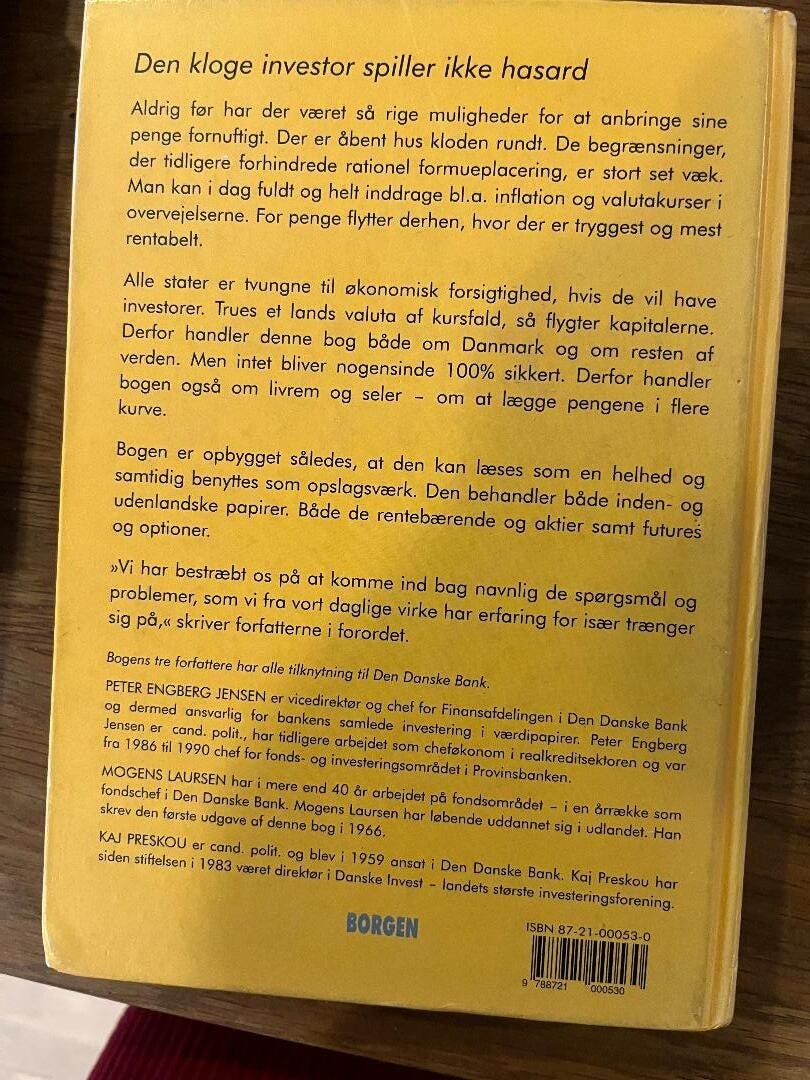 Den kloge investor spiller ikke hasard
Aldrig før har der været så rige muligheder for at anbringe sine
penge fornuftigt. Der er åbent hus kloden rundt. De begrænsninger,
der tidligere forhindrede rationel formueplacering, er stort set væk.
Man kan i dag fuldt og helt inddrage bl.a. inflation og valutakurser i
overvejelserne. For penge flytter derhen, hvor der er tryggest og mest
rentabelt.
Alle stater er tvungne til økonomisk forsigtighed, hvis de vil have
investorer. Trues et lands valuta af kursfald, så flygter kapitalerne.
Derfor handler denne bog både om Danmark og om resten af
verden. Men intet bliver nogensinde 100% sikkert. Derfor handler
bogen også om livrem og seler – om at lægge pengene i flere
kurve.
Bogen er opbygget således, at den kan læses som en helhed og
samtidig benyttes som opslagsværk. Den behandler både inden- og
udenlandske papirer. Både de rentebærende og aktier samt futures
og optioner.
»Vi har bestræbt os på at komme ind bag navnlig de spørgsmål og
problemer, som vi fra vort daglige virke har erfaring for især trænger
sig på,« skriver forfatterne i forordet.
Bogens tre forfattere har alle tilknytning til Den Danske Bank.
PETER ENGBERG JENSEN er vicedirektør og chef for Finansafdelingen i Den Danske Bank
og dermed ansvarlig for bankens samlede investering i værdipapirer. Peter Engberg
Jensen er cand. polit., har tidligere arbejdet som cheføkonom i realkreditsektoren og var
fra 1986 til 1990 chef for fonds- og investeringsområdet i Provinsbanken.
MOGENS LAURSEN har i mere end 40 år arbejdet på fondsområdet – i en årrække som
fondschef i Den Danske Bank. Mogens Laursen har løbende uddannet sig i udlandet. Han
skrev den første udgave af denne bog i 1966.
KAJ PRESKOU er cand. polit. og blev i 1959 ansat i Den Danske Bank. Kaj Preskou har
siden stiftelsen i 1983 været direktør i Danske Invest – landets største investeringsforening.
BORGEN
ISBN 87-21-00053-0
9 788721 000530